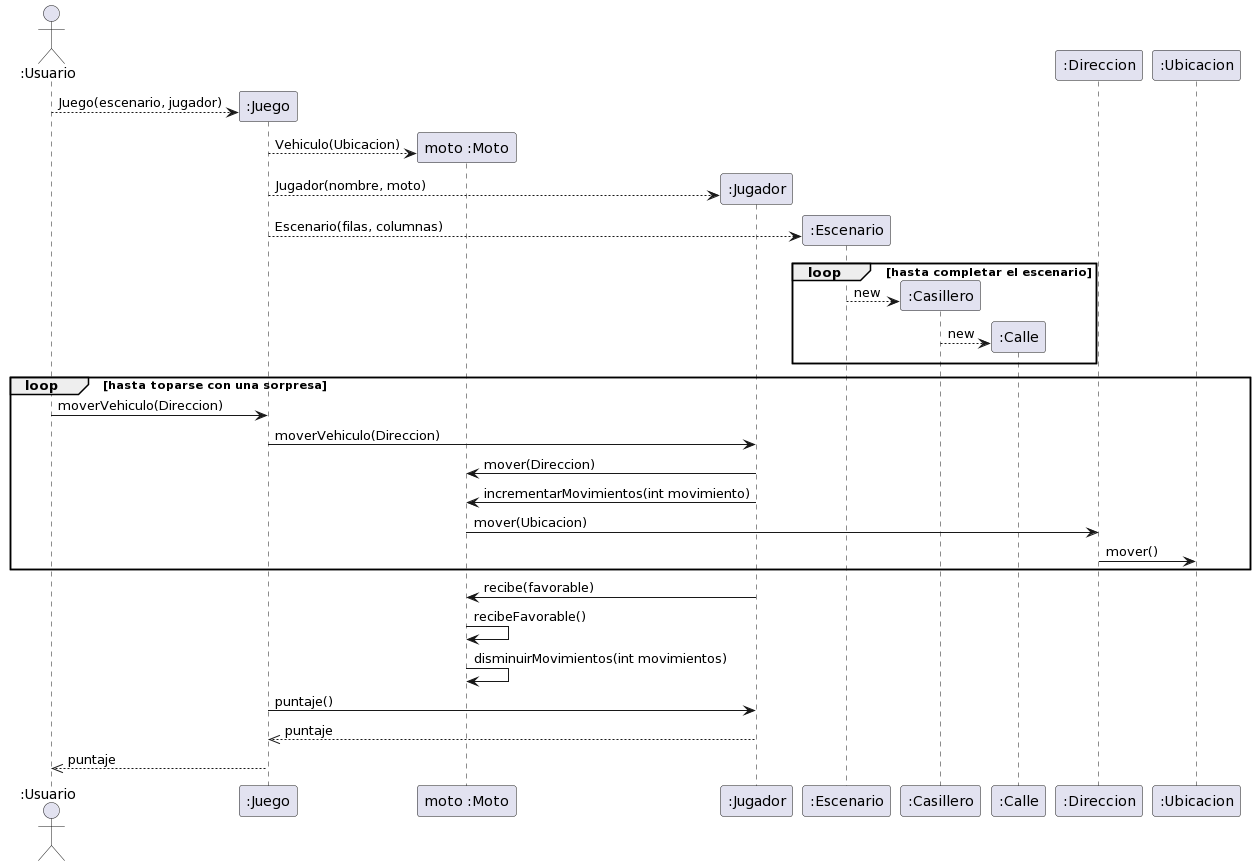 :Usuario
:Direccion
:Ubicacion
Juego(escenario, jugador)
:Juego
Vehiculo(Ubicacion)
moto :Moto
Jugador(nombre, moto)
:Jugador
Escenario(filas, columnas)
:Escenario
loop
[hasta completar el escenario]
new
:Casillero
new
:Calle
loop
[hasta toparse con una sorpresa]
moverVehiculo(Direccion)
moverVehiculo(Direccion)
mover(Direccion)
incrementarMovimientos(int movimiento)
mover(Ubicacion)
mover()
recibe(favorable)
recibeFavorable()
disminuirMovimientos(int movimientos)
puntaje()
puntaje
puntaje
:Usuario
:Juego
moto :Moto
:Jugador
:Escenario
:Casillero
:Calle
:Direccion
:Ubicacion